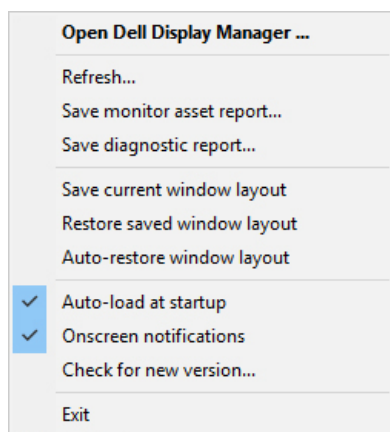 Open Dell Display Manager ...
Refresh...
Save monitor asset report...
Save diagnostic report...
Save current window layout
Restore saved window layout
Auto-restore window layout
Auto-load at startup
Onscreen notifications
Check for new version...
Exit